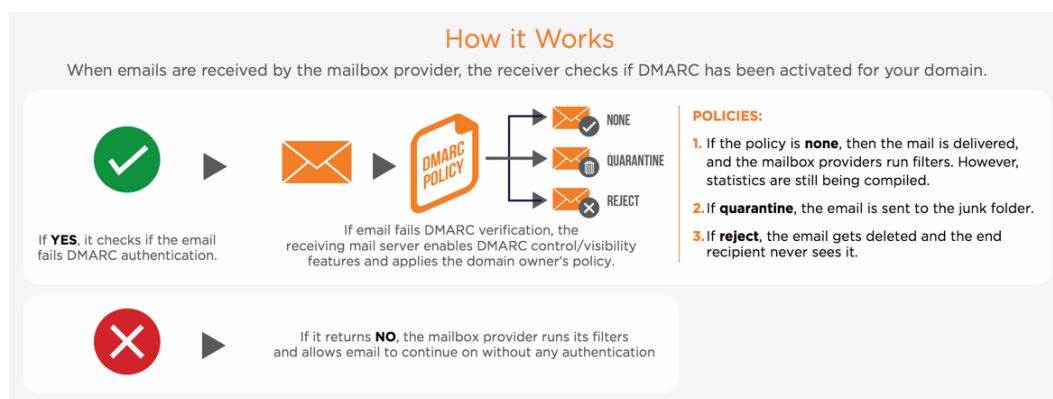 How it Works
When emails are received by the mailbox provider, the receiver checks if DMARC has been activated for your domain.
If YES, it checks if the email
fails DMARC authentication.
DMARC
POLICY
NONE
QUARANTINE
REJECT
If email fails DMARC verification, the
receiving mail server enables DMARC control/visibility
features and applies the domain owner's policy.
POLICIES:
1. If the policy is none, then the mail is delivered,
and the mailbox providers run filters. However,
statistics are still being compiled.
2. If quarantine, the email is sent to the junk folder.
3. If reject, the email gets deleted and the end
recipient never sees it.
If it returns NO, the mailbox provider runs its filters
and allows email to continue on without any authentication